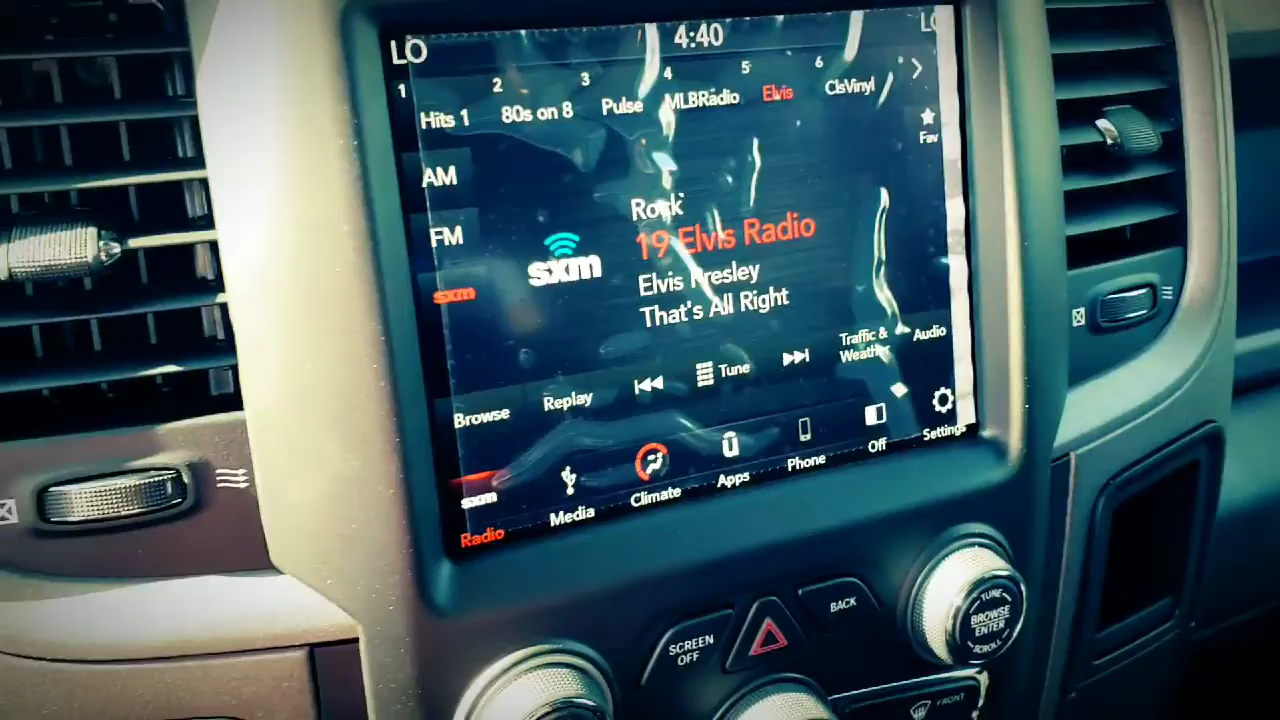 LO 4:40 LO
1 2 3 4 5 6
Hits 1 80s on 8 Pulse MLBRadio Elvis ClsVinyl
Fav
AM
FM
sxm
sxm
Rock
19 Elvis Radio
Elvis Presley
That's All Right
Browse Replay Tune Traffic & Weather Audio
sxm
Radio Media Climate Apps Phone Off Settings
SCREEN OFF
BACK
TUNE
BROWSE
ENTER
SCROLL
FRONT